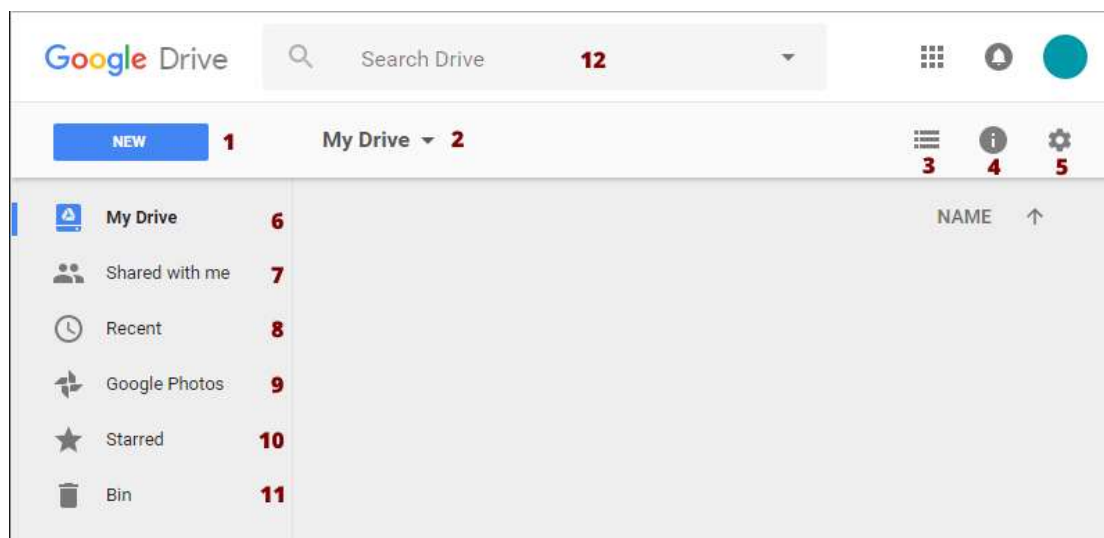 Google Drive Search Drive 12
NEW 1 My Drive 2 3 4 5
My Drive 6 NAME
Shared with me 7
Recent 8
Google Photos 9
Starred 10
Bin 11